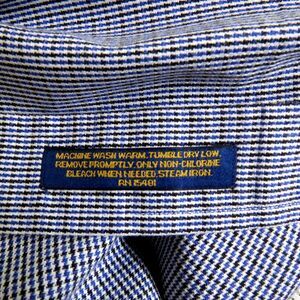 MACHINE WASH WARM, TUMBLE DRY LOW.
REMOVE PROMPTLY. ONLY NON-CHLORINE
BLEACH WHEN NEEDED. STEAM IRON.
RN 15401